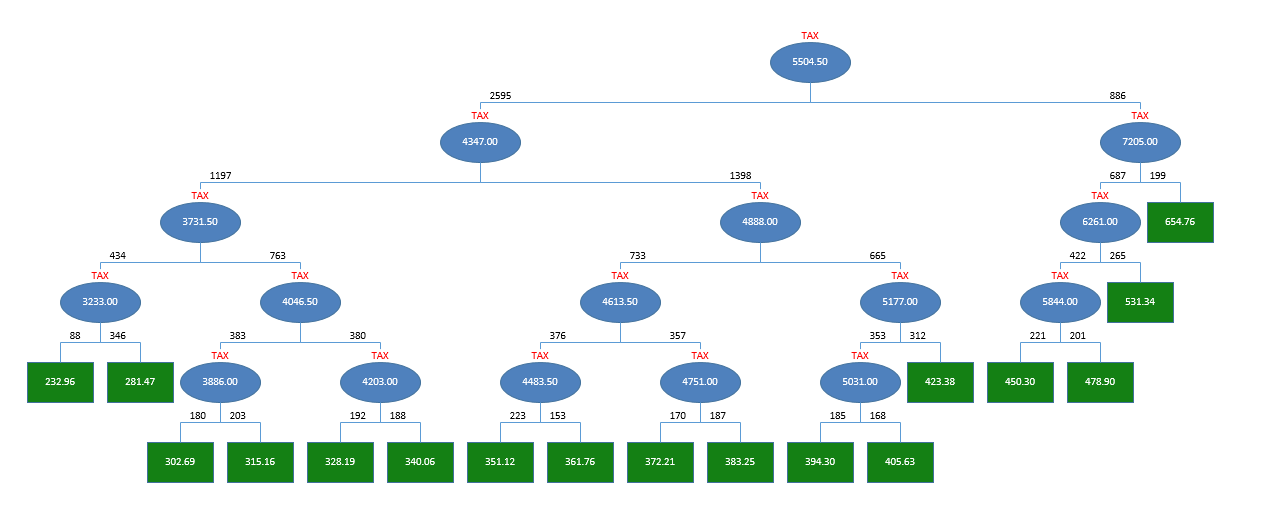 TAX
5504.50
2595 886
TAX TAX
4347.00 7205.00
1197 1398 687 199
TAX TAX TAX
3731.50 4888.00 6261.00 654.76
434 763 733 665 422 265
TAX TAX TAX TAX TAX
3233.00 4046.50 4613.50 5177.00 5844.00 531.34
88 346 383 380 376 357 353 312 221 201
TAX TAX TAX TAX TAX
232.96 281.47 3886.00 4203.00 4483.50 4751.00 5031.00 423.38 450.30 478.90
180 203 192 188 223 153 170 187 185 168
302.69 315.16 328.19 340.06 351.12 361.76 372.21 383.25 394.30 405.63